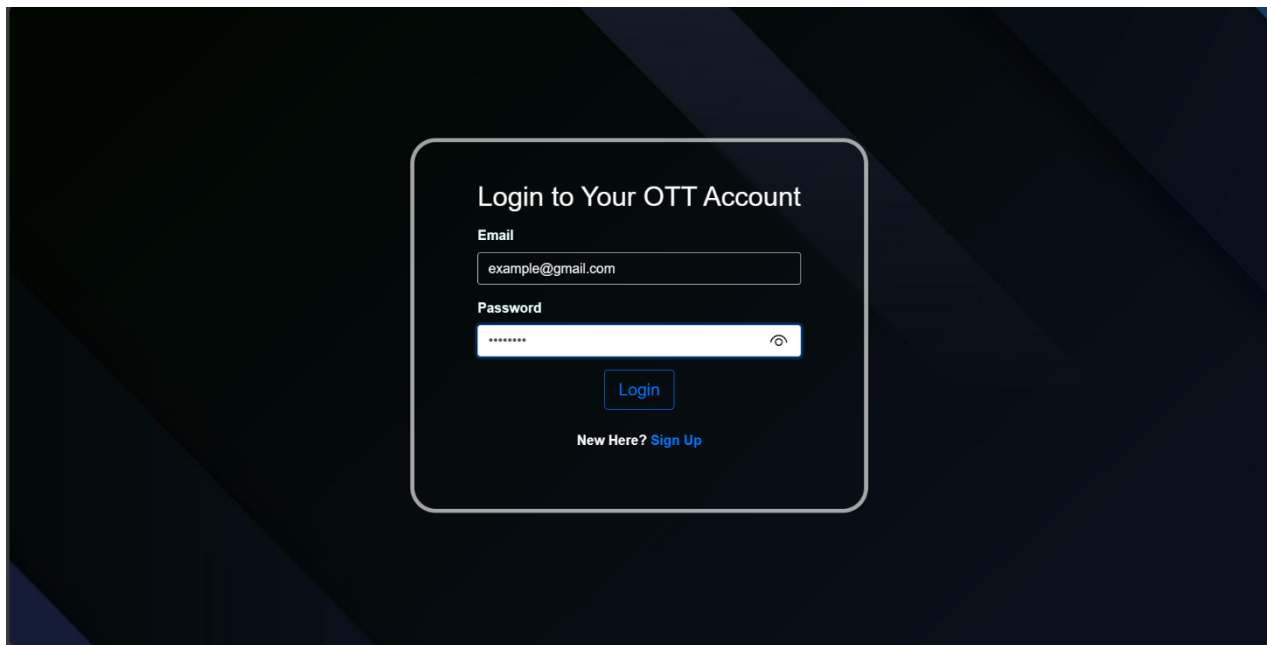 Login to Your OTT Account
Email
example@gmail.com
Password
••••••••
Login
New Here? Sign Up